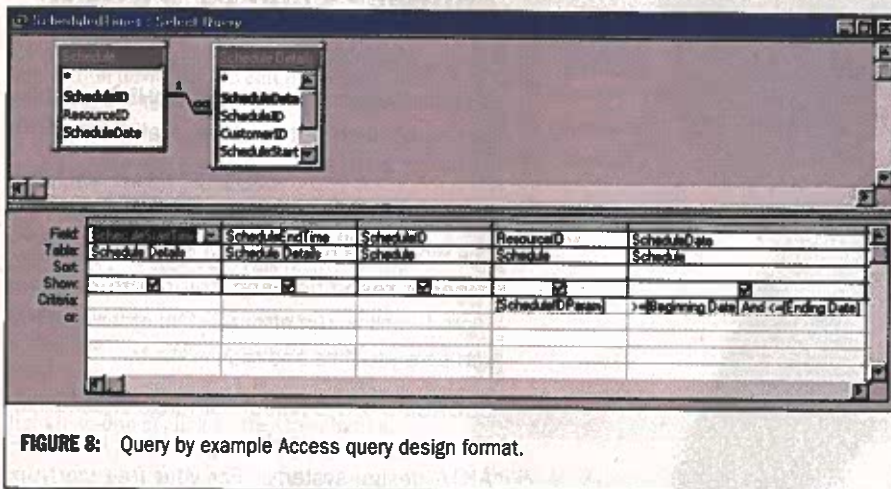 ScheduledTimes : Select Query
Schedule
*
ScheduleID
ResourceID
ScheduleDate
1
∞
Schedule Details
*
ScheduleDeta
ScheduleID
CustomerID
ScheduleStart
Field: ScheduleStartTime ScheduleEndTime ScheduleID ResourceID ScheduleDate
Table: Schedule Details Schedule Details Schedule Schedule Schedule
Sort:
Show:
Criteria: [ScheduleIDParam] >=[Beginning Date] And <=[Ending Date]
or:
FIGURE 8: Query by example Access query design format.